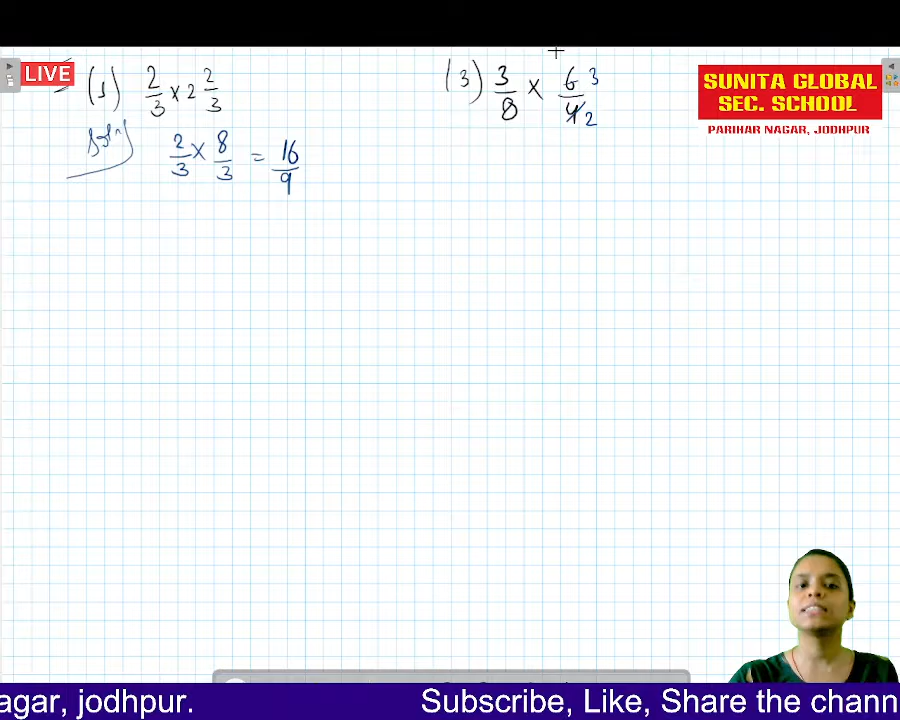 LIVE
(1) 2/3 × 2 2/3
Soln
2/3 × 8/3 = 16/9
(3) 3/8 × 6/4 3 2
SUNITA GLOBAL
SEC. SCHOOL
PARIHAR NAGAR, JODHPUR
agar, jodhpur.
Subscribe, Like, Share the chann